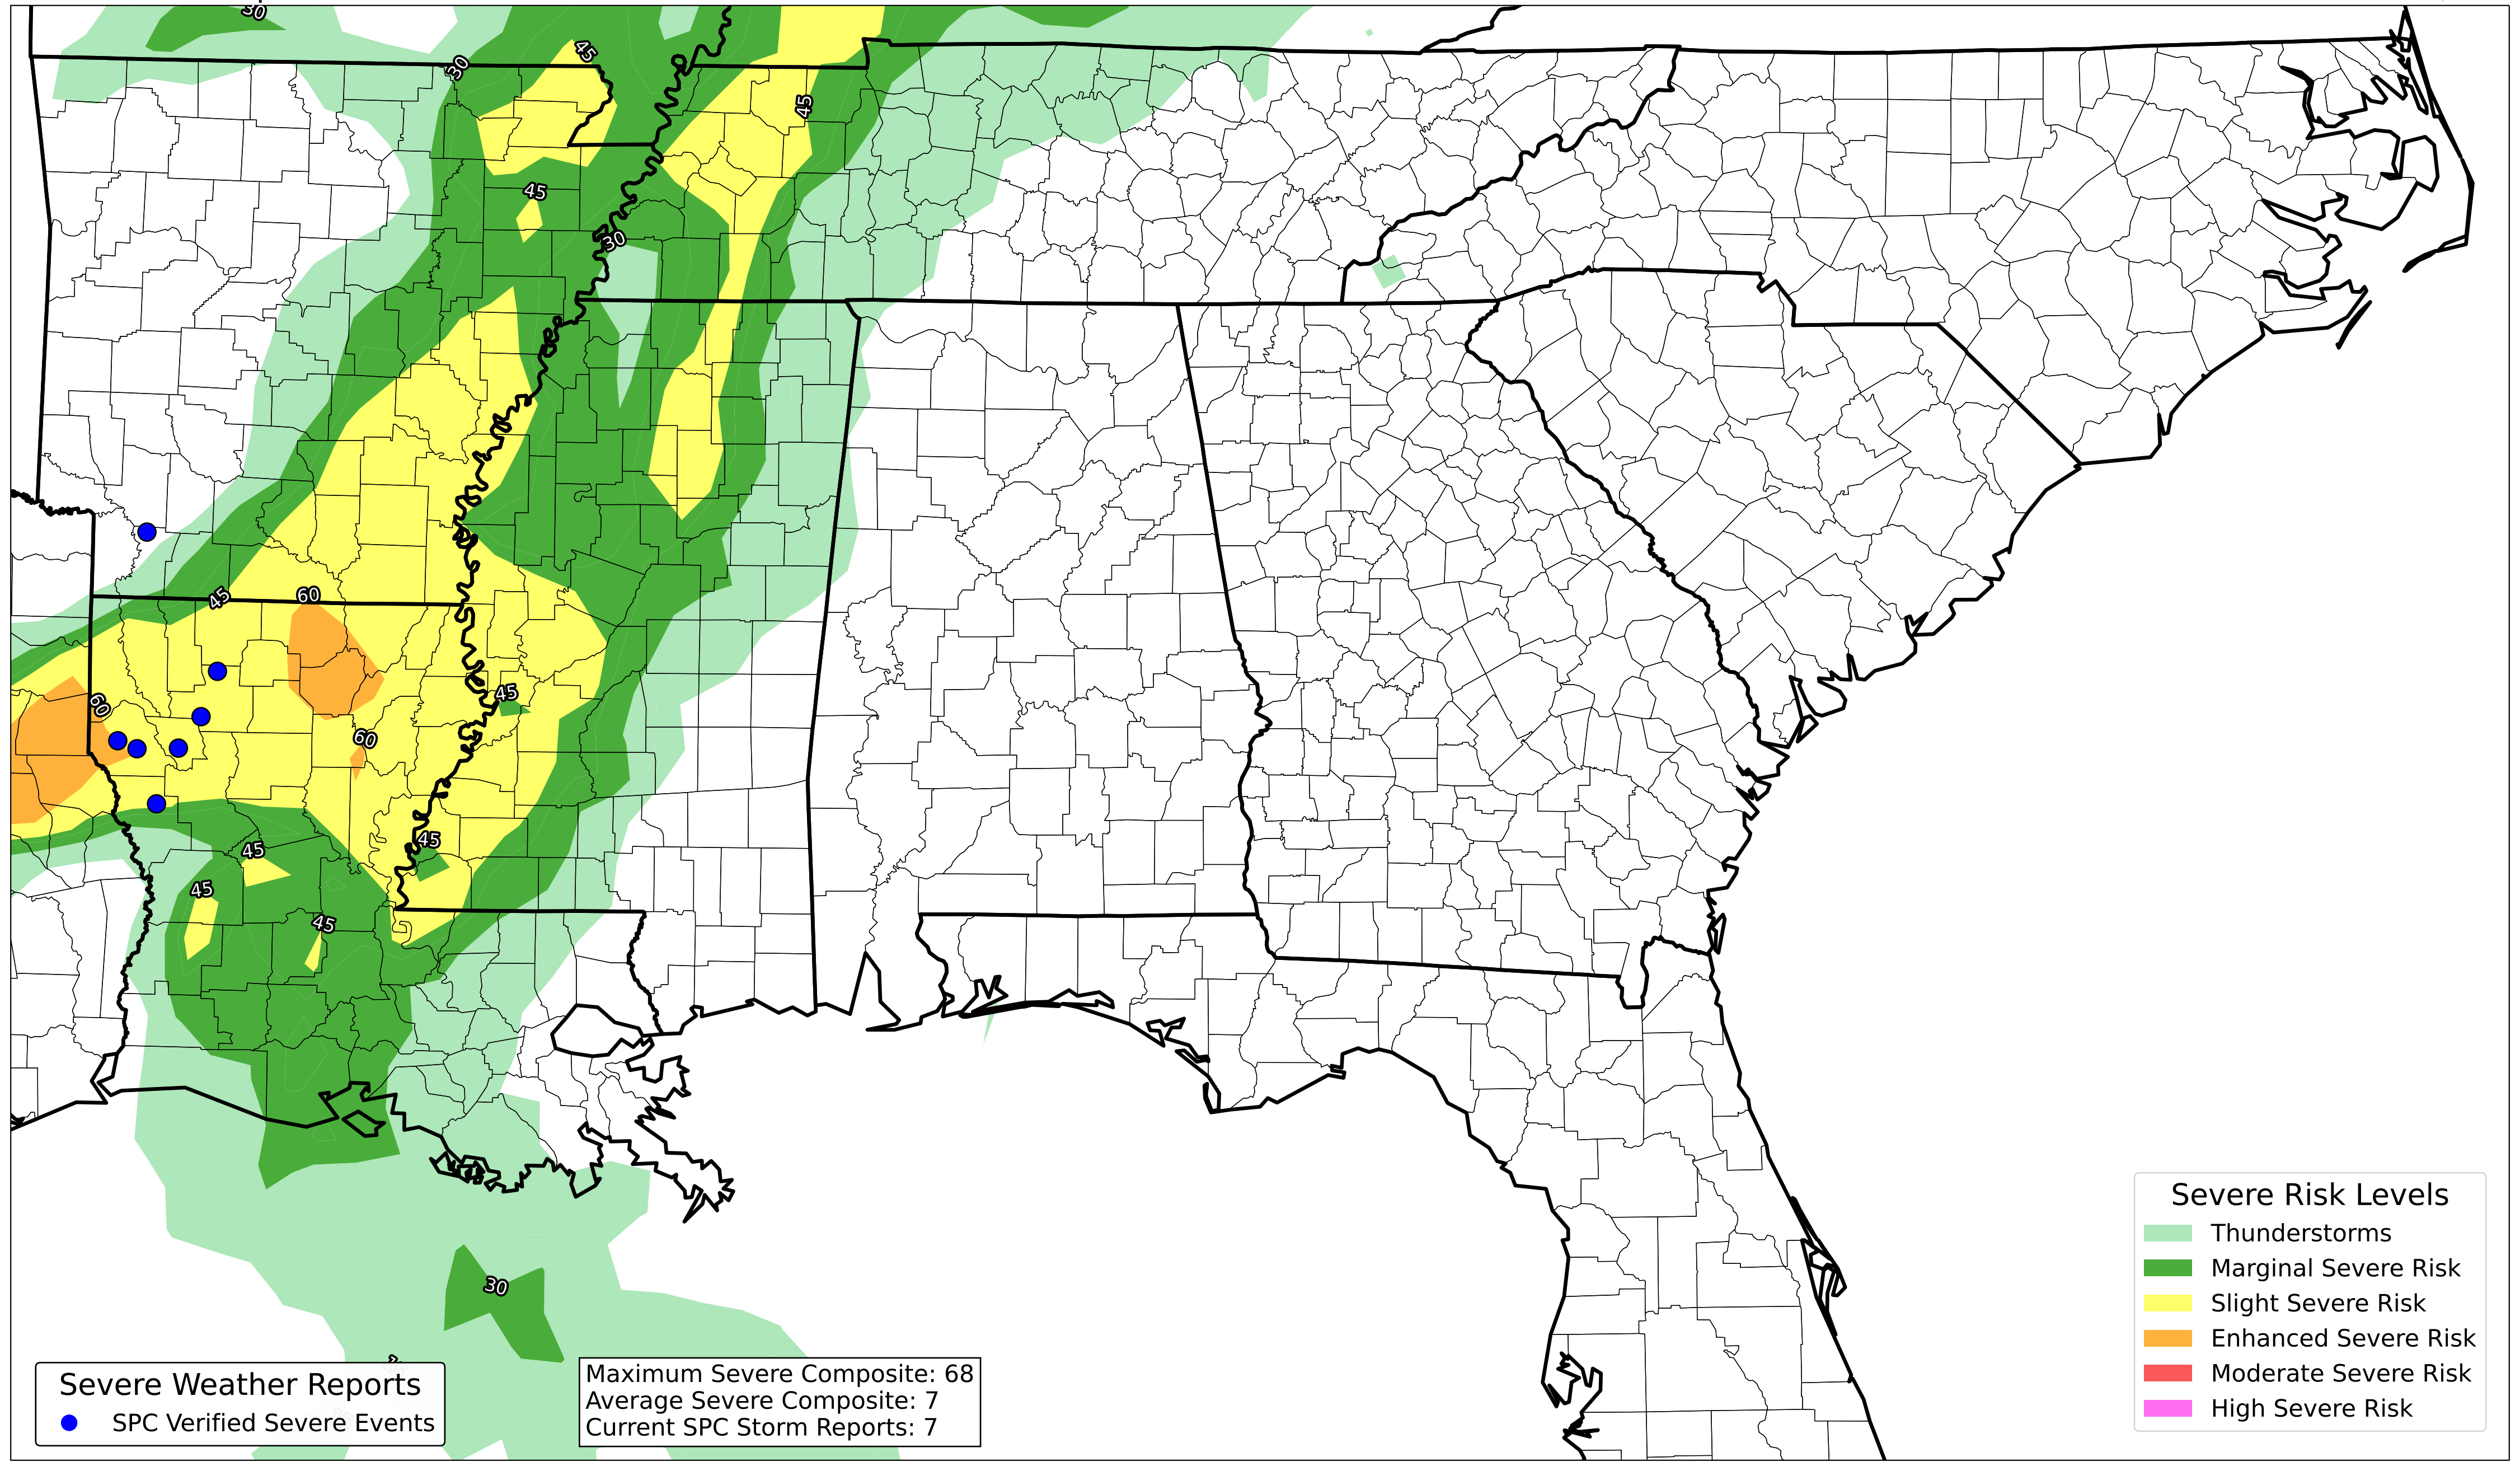 30
45
30
45
45
30
45
60
60
45
60
45
45
45
45
30
Severe Weather Reports
SPC Verified Severe Events
Maximum Severe Composite: 68
Average Severe Composite: 7
Current SPC Storm Reports: 7
Severe Risk Levels
Thunderstorms
Marginal Severe Risk
Slight Severe Risk
Enhanced Severe Risk
Moderate Severe Risk
High Severe Risk